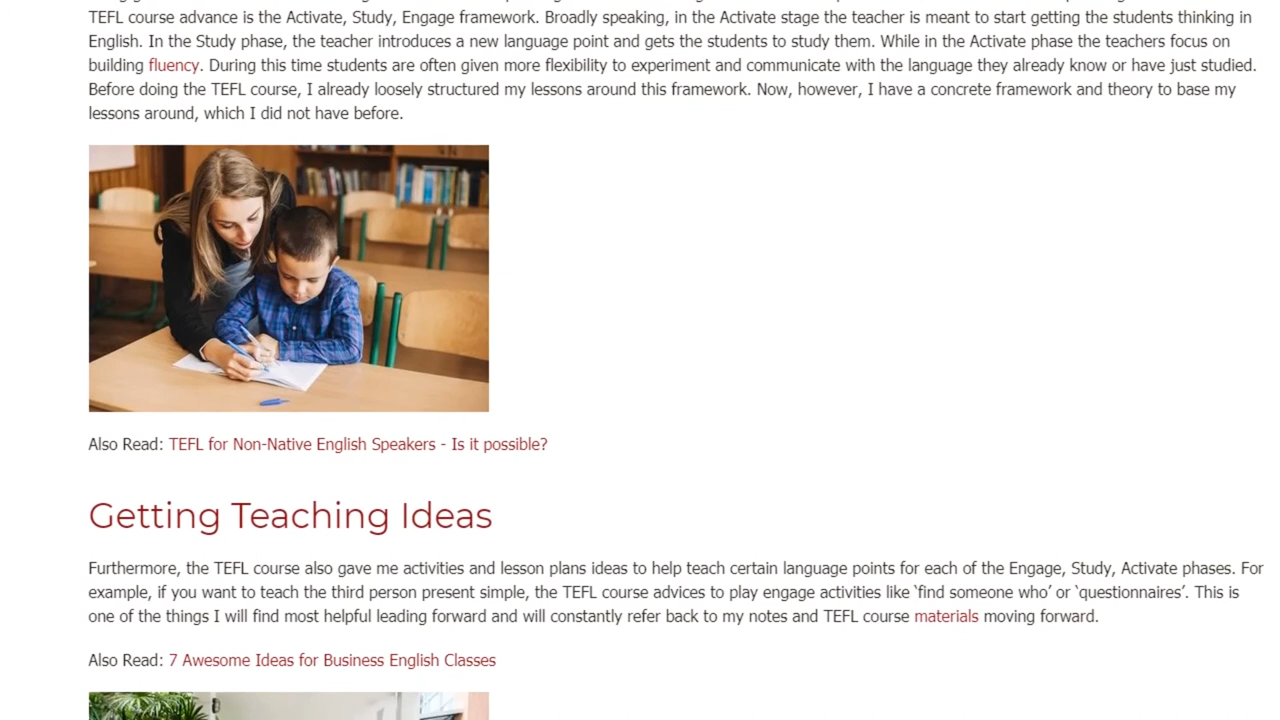 TEFL course advance is the Activate, Study, Engage framework. Broadly speaking, in the Activate stage the teacher is meant to start getting the students thinking in
English. In the Study phase, the teacher introduces a new language point and gets the students to study them. While in the Activate phase the teachers focus on
building fluency. During this time students are often given more flexibility to experiment and communicate with the language they already know or have just studied.
Before doing the TEFL course, I already loosely structured my lessons around this framework. Now, however, I have a concrete framework and theory to base my
lessons around, which I did not have before.
Also Read: TEFL for Non-Native English Speakers - Is it possible?
Getting Teaching Ideas
Furthermore, the TEFL course also gave me activities and lesson plans ideas to help teach certain language points for each of the Engage, Study, Activate phases. For
example, if you want to teach the third person present simple, the TEFL course advices to play engage activities like ‘find someone who’ or ‘questionnaires’. This is
one of the things I will find most helpful leading forward and will constantly refer back to my notes and TEFL course materials moving forward.
Also Read: 7 Awesome Ideas for Business English Classes